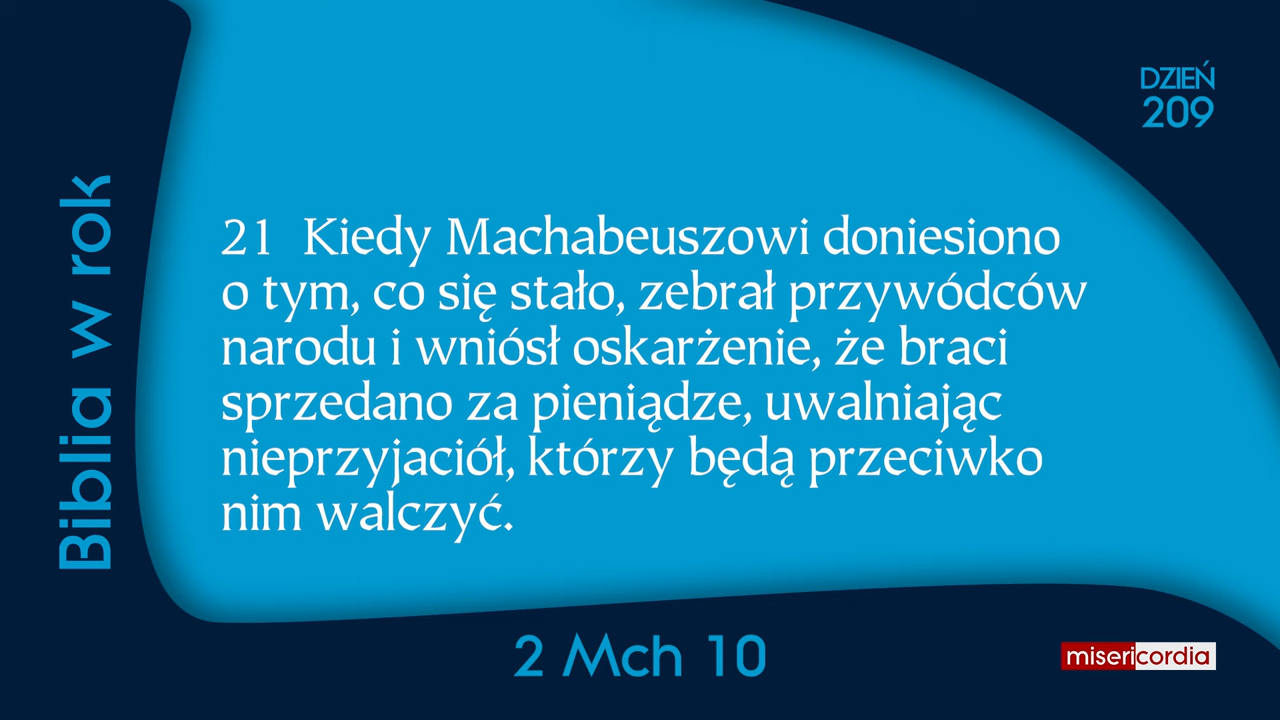 DZIEŃ
209
Biblia w rok
21 Kiedy Machabeuszowi doniesiono
o tym, co się stało, zebrał przywódców
narodu i wniósł oskarżenie, że braci
sprzedano za pieniądze, uwalniając
nieprzyjaciół, którzy będą przeciwko
nim walczyć.
2 Mch 10
misericordia